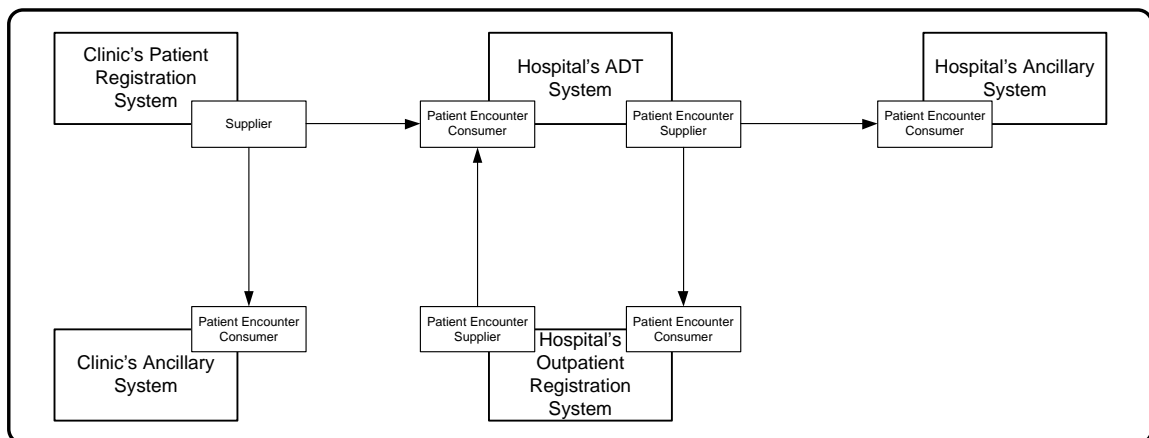 Clinic's Patient
Registration
System
Supplier
Hospital's ADT
System
Patient Encounter
Consumer
Patient Encounter
Supplier
Hospital's Ancillary
System
Patient Encounter
Consumer
Patient Encounter
Consumer
Clinic's Ancillary
System
Patient Encounter
Supplier
Patient Encounter
Consumer
Hospital's
Outpatient
Registration
System